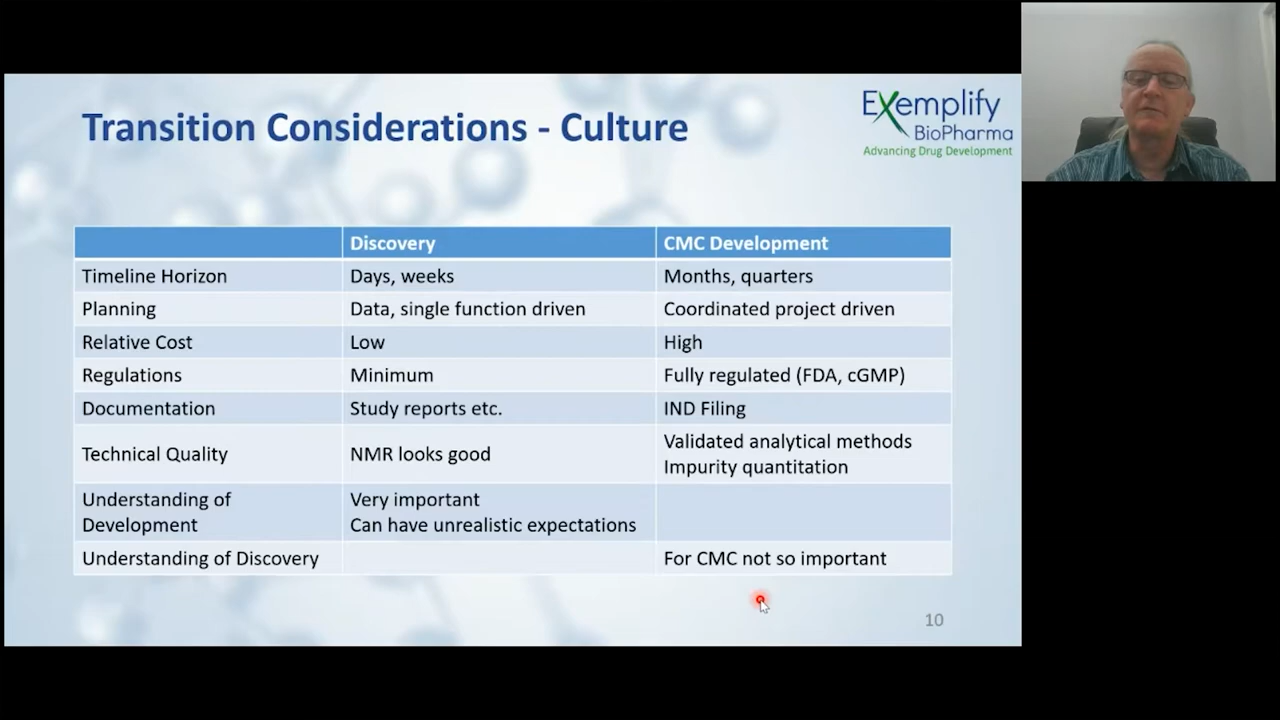 Transition Considerations - Culture
Exemplify
BioPharma
Advancing Drug Development
Discovery CMC Development
Timeline Horizon Days, weeks Months, quarters
Planning Data, single function driven Coordinated project driven
Relative Cost Low High
Regulations Minimum Fully regulated (FDA, cGMP)
Documentation Study reports etc. IND Filing
Technical Quality NMR looks good Validated analytical methods
Impurity quantitation
Understanding of Very important
Development Can have unrealistic expectations
Understanding of Discovery For CMC not so important
10